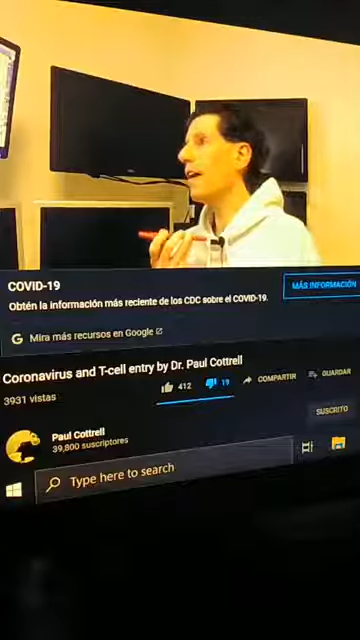 COVID-19
MÁS INFORMACIÓN
Obtén la información más reciente de los CDC sobre el COVID-19.
G Mira más recursos en Google
Coronavirus and T-cell entry by Dr. Paul Cottrell
3931 vistas
412
19
COMPARTIR
GUARDAR
Paul Cottrell
39,800 suscriptores
SUSCRITO
Type here to search